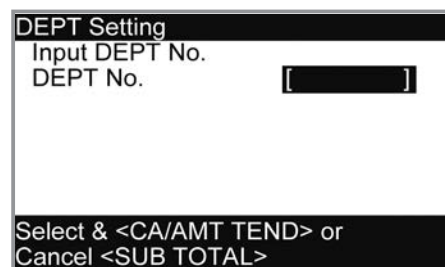 DEPT Setting
Input DEPT No.
DEPT No. [ ]
Select & <CA/AMT TEND> or
Cancel <SUB TOTAL>